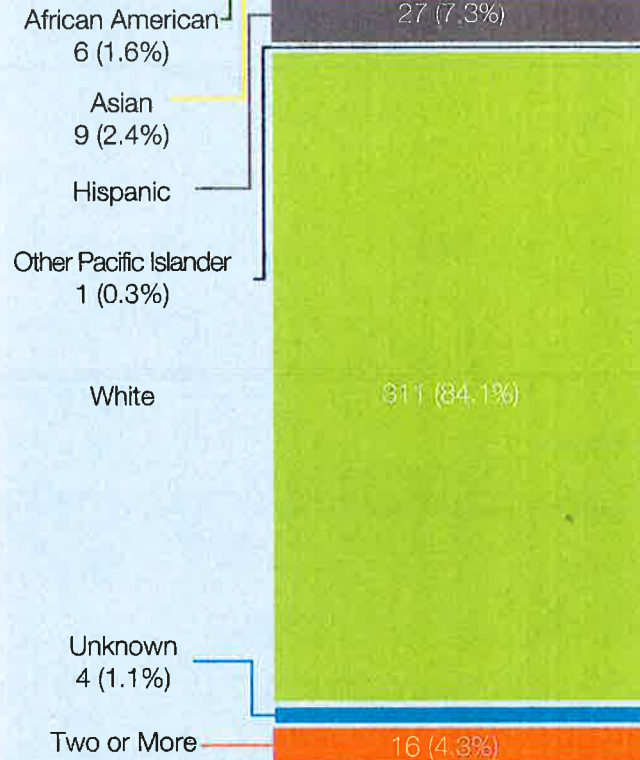 27 (7.3%)
African American
6 (1.6%)
Asian
9 (2.4%)
Hispanic
Other Pacific Islander
1 (0.3%)
White
311 (84.1%)
Unknown
4 (1.1%)
Two or More
16 (4.3%)